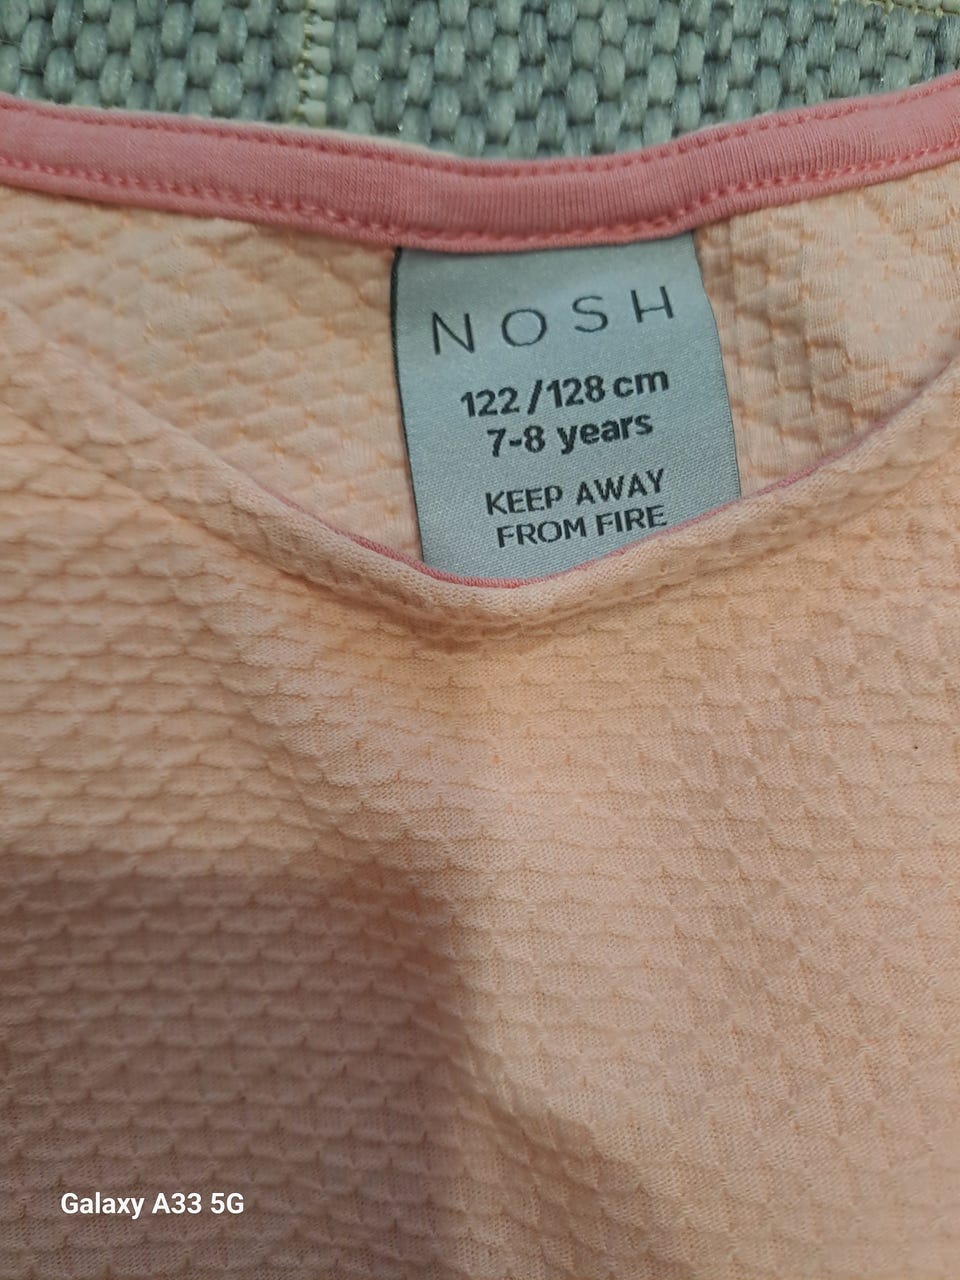 NOSH
122/128 cm
7-8 years
KEEP AWAY
FROM FIRE
Galaxy A33 5G